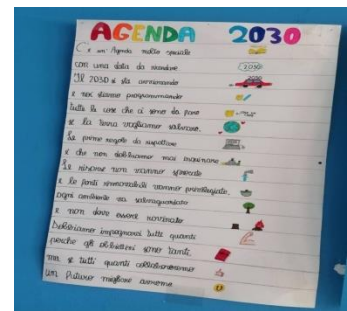 AGENDA 2030
C'è un'Agenda molto speciale
con una data da ricordare (2030)
Il 2030 si sta avvicinando
e noi stiamo programmando
tutte le cose che ci sono da fare
se la Terra vogliamo salvare.
La prima regola da rispettare
è che non dobbiamo mai inquinare
Le risorse non vanno sprecate
e le fonti rinnovabili vanno privilegiate,
ogni ambiente va salvaguardato
e non deve essere rovinato
Dobbiamo impegnarci tutti quanti
perché gli obbiettivi sono tanti,
ma se tutti quanti collaboreremo
un futuro migliore avremo